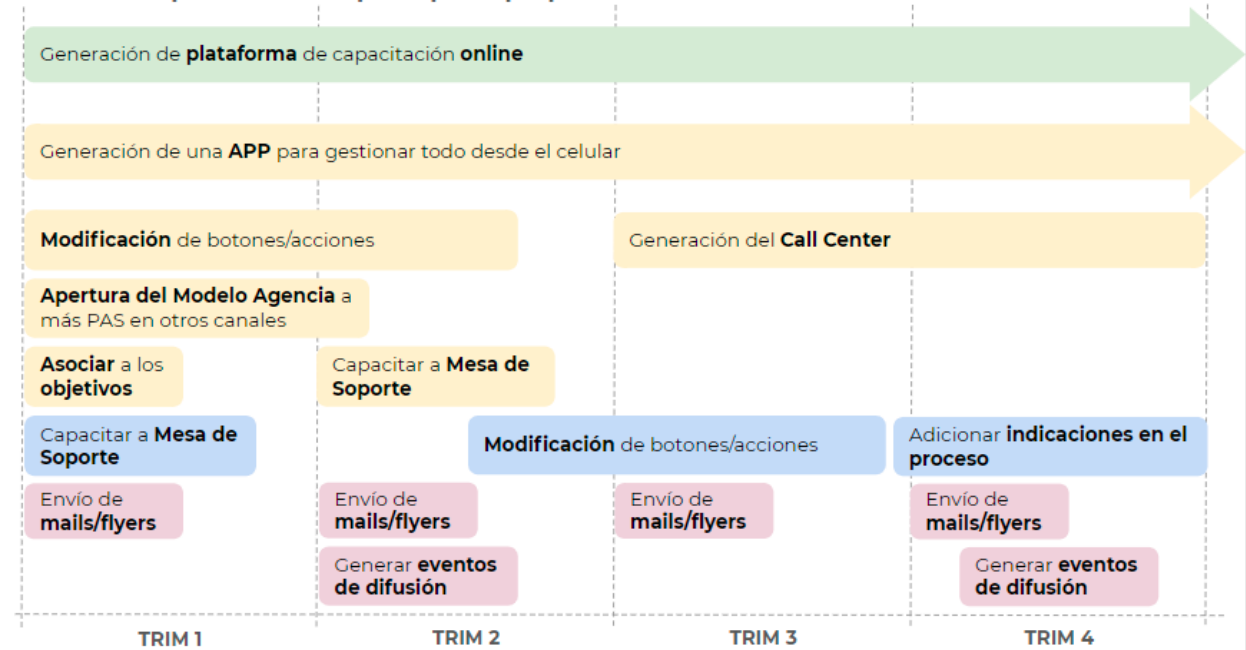 Generación de plataforma de capacitación online
Generación de una APP para gestionar todo desde el celular
Modificación de botones/acciones
Generación del Call Center
Apertura del Modelo Agencia a
más PAS en otros canales
Asociar a los
objetivos
Capacitar a Mesa de
Soporte
Capacitar a Mesa de
Soporte
Modificación de botones/acciones
Adicionar indicaciones en el
proceso
Envío de
mails/flyers
Envío de
mails/flyers
Envío de
mails/flyers
Envío de
mails/flyers
Generar eventos
de difusión
Generar eventos
de difusión
TRIM 1
TRIM 2
TRIM 3
TRIM 4